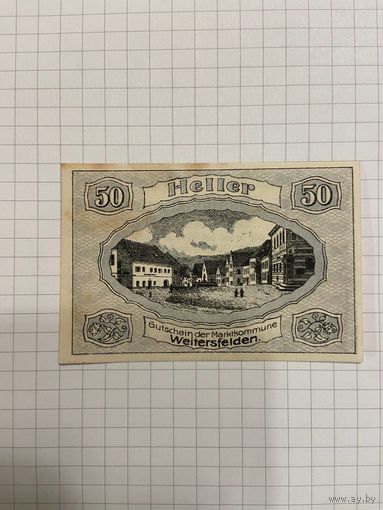 50 Heller 50
Gutschein der Marktkommune
Weitersfelden.
www.ay.by